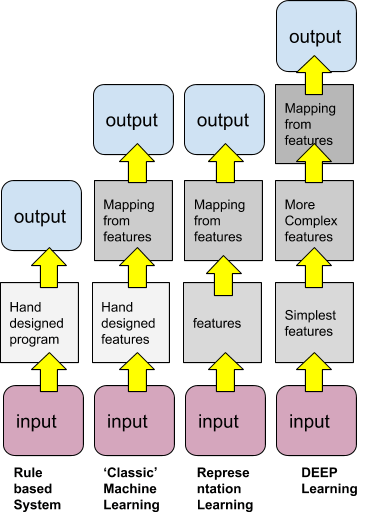 output
Mapping
from
features
output
output
Mapping
from
features
Mapping
from
features
More
Complex
features
output
Hand
designed
program
Hand
designed
features
features
Simplest
features
input
input
input
input
Rule
based
System
‘Classic’
Machine
Learning
Represe
ntation
Learning
DEEP
Learning